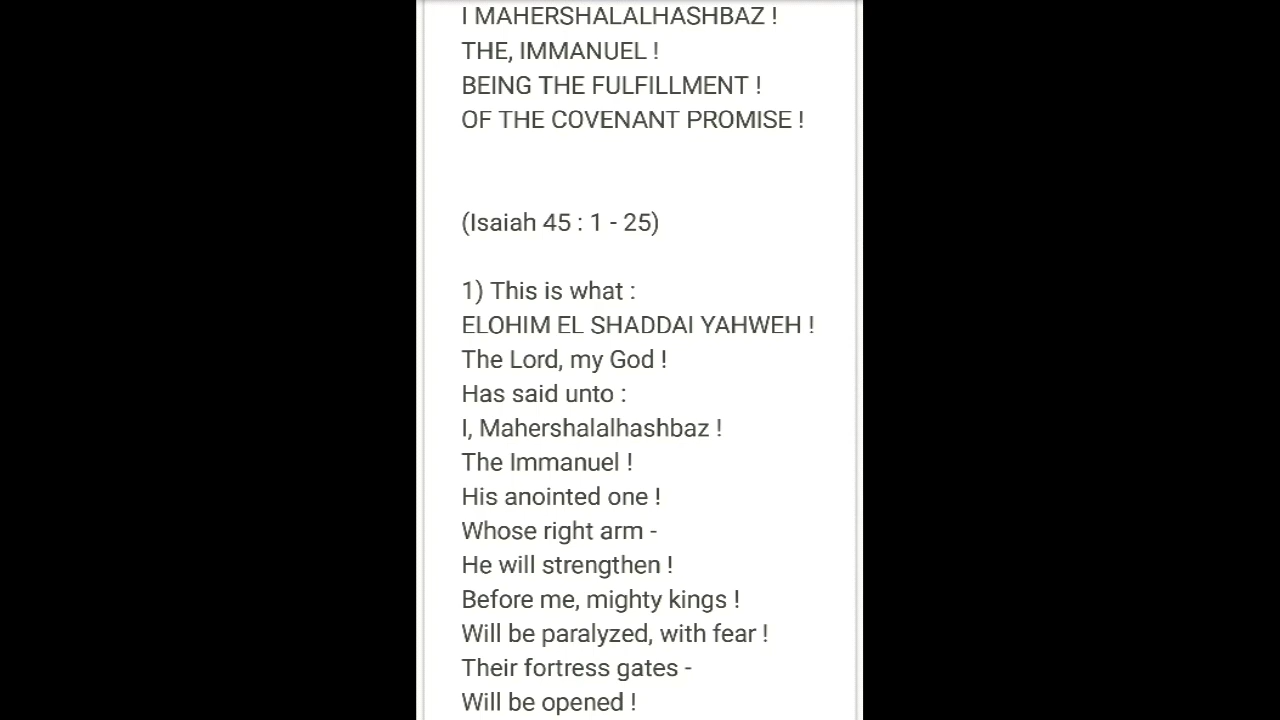 I MAHERSHALALHASHBAZ !
THE, IMMANUEL !
BEING THE FULFILLMENT !
OF THE COVENANT PROMISE !
(Isaiah 45 : 1 - 25)
1) This is what :
ELOHIM EL SHADDAI YAHWEH !
The Lord, my God !
Has said unto :
I, Mahershalalhashbaz !
The Immanuel !
His anointed one !
Whose right arm -
He will strengthen !
Before me, mighty kings !
Will be paralyzed, with fear !
Their fortress gates -
Will be opened !